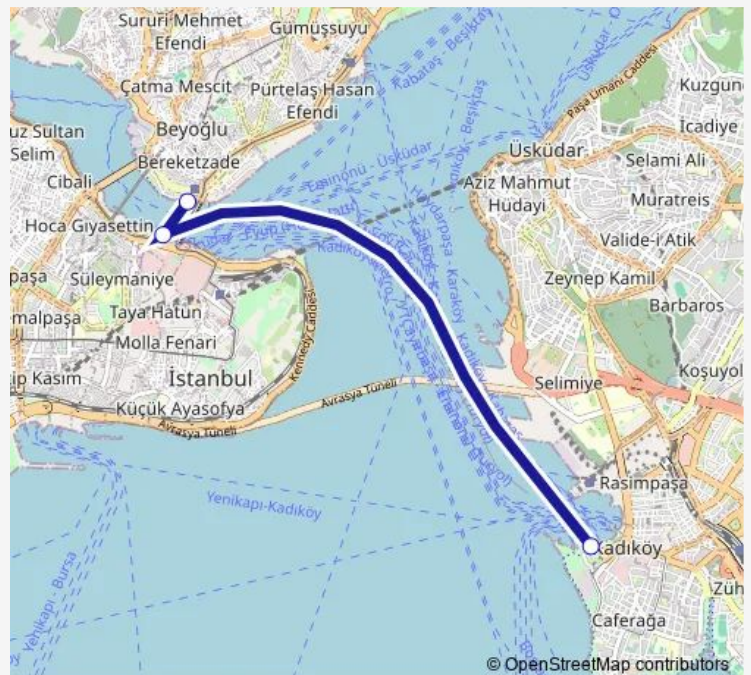 Sururi Mehmet
Efendi
Gümüşsuyu
Kabataş - Beşiktaş
Üsküdar
Paşa Limanı Caddesi
Kuzgun
Çatma Mescit
Pürtelaş Hasan
Efendi
Beyoğlu
İcadiye
uz Sultan
Selim
Bereketzade
Üsküdar
Selami Ali
Cibali
Eminönü - Üsküdar
Aziz Mahmut
Hüdayi
Muratreis
Hoca Gıyasettin
Valide-i Atik
paşa
Süleymaniye
Zeynep Kamil
Taya Hatun
Kennedy Caddesi
Barbaros
malpaşa
Molla Fenari
ip Kasım
İstanbul
Selimiye
Koşuyol
Küçük Ayasofya
Avrasya Tüneli
Avrasya Tüneli
Rasimpaşa
Yenikapı-Kadıköy
Kadıköy
Yenikapı - Bursa
Züh
Caferağa
© OpenStreetMap contributors